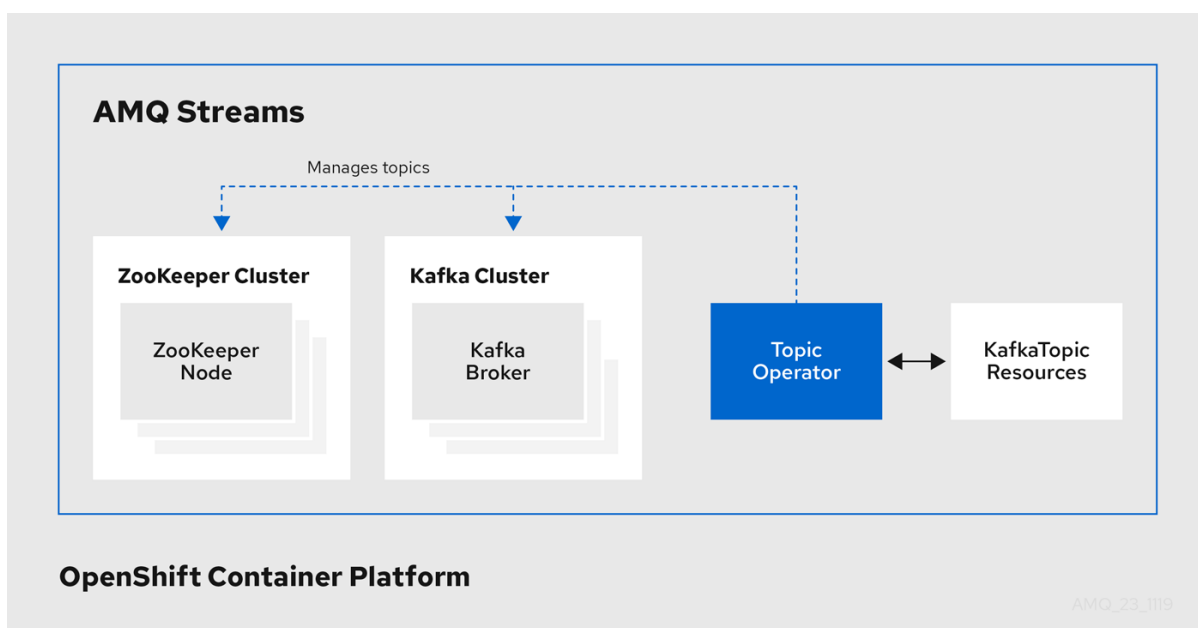 AMQ Streams
Manages topics
ZooKeeper Cluster
ZooKeeper
Node
Kafka Cluster
Kafka
Broker
Topic
Operator
KafkaTopic
Resources
OpenShift Container Platform
AMQ_23_1119